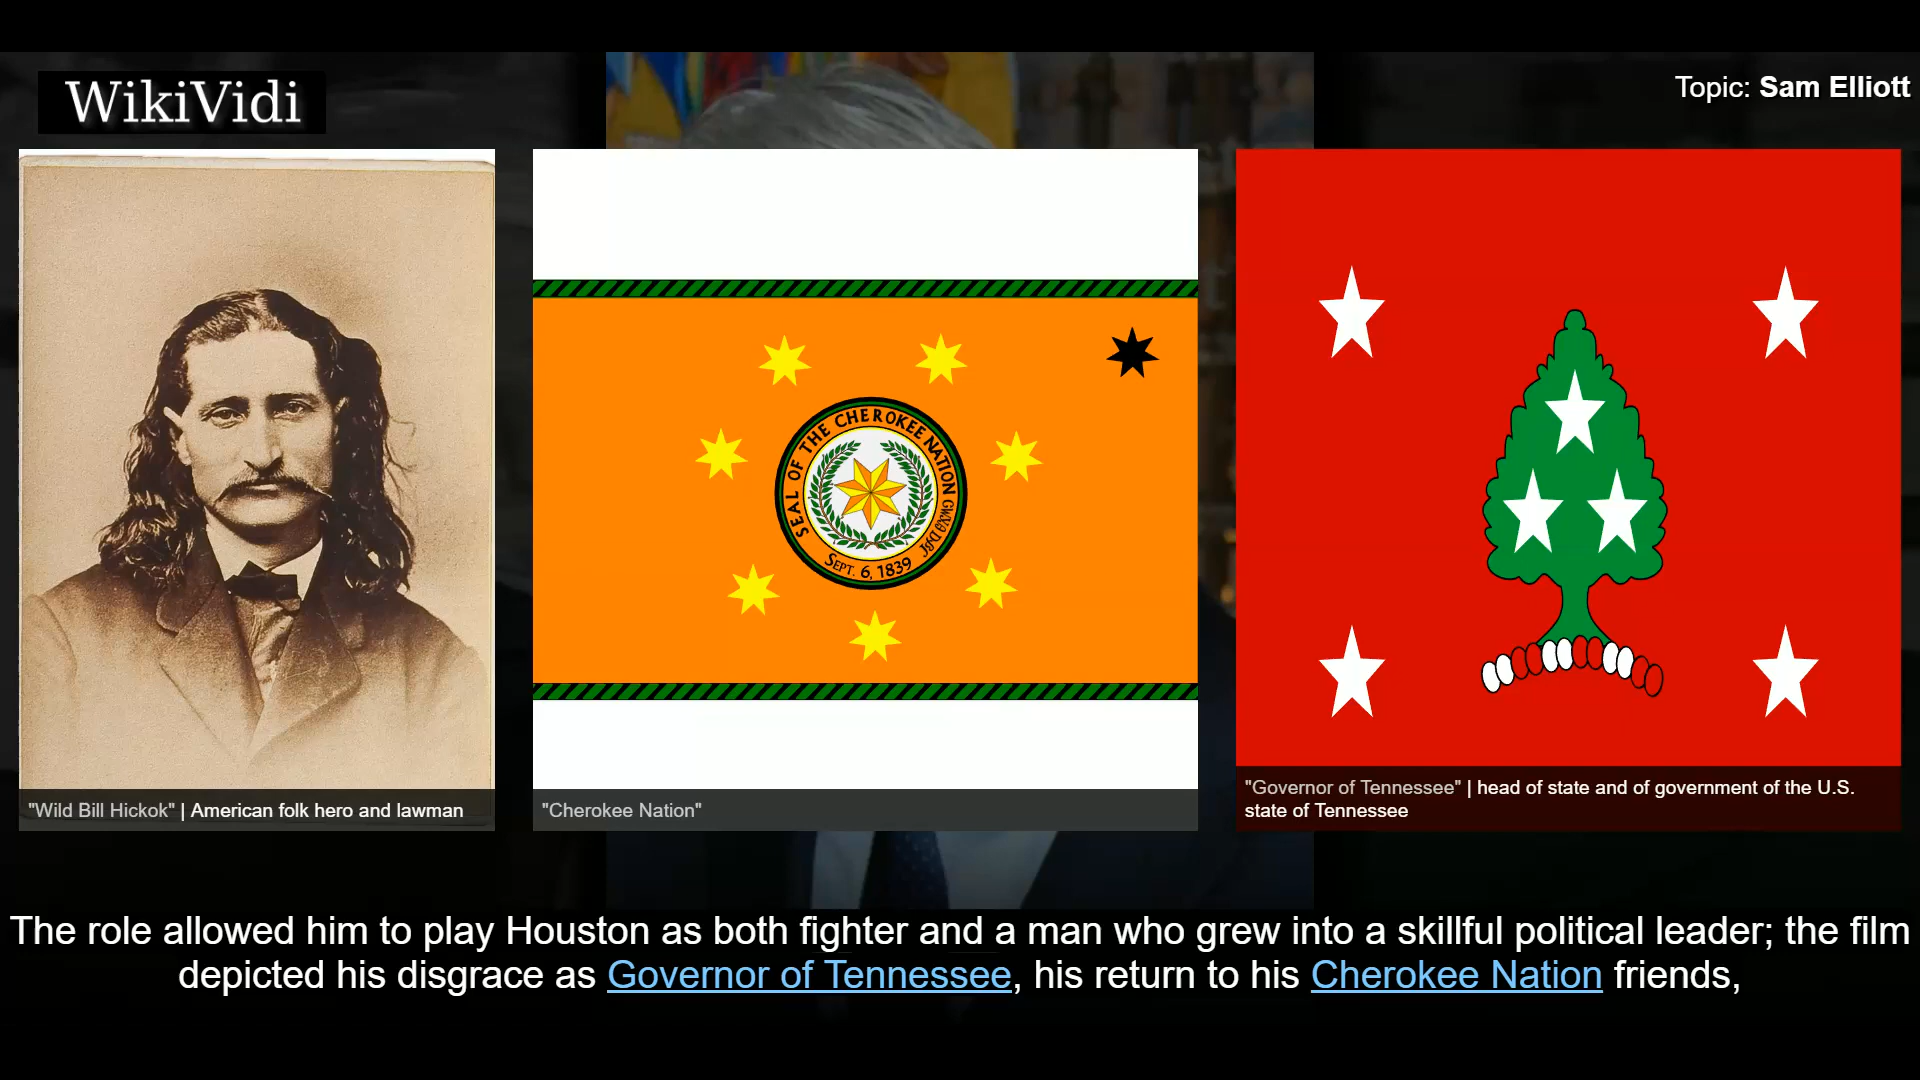 WikiVidi
Topic: Sam Elliott
SEAL OF THE CHEROKEE NATION
SEPT. 6, 1839
"Wild Bill Hickok" | American folk hero and lawman
"Cherokee Nation"
"Governor of Tennessee" | head of state and of government of the U.S.
state of Tennessee
The role allowed him to play Houston as both fighter and a man who grew into a skillful political leader; the film
depicted his disgrace as Governor of Tennessee, his return to his Cherokee Nation friends,